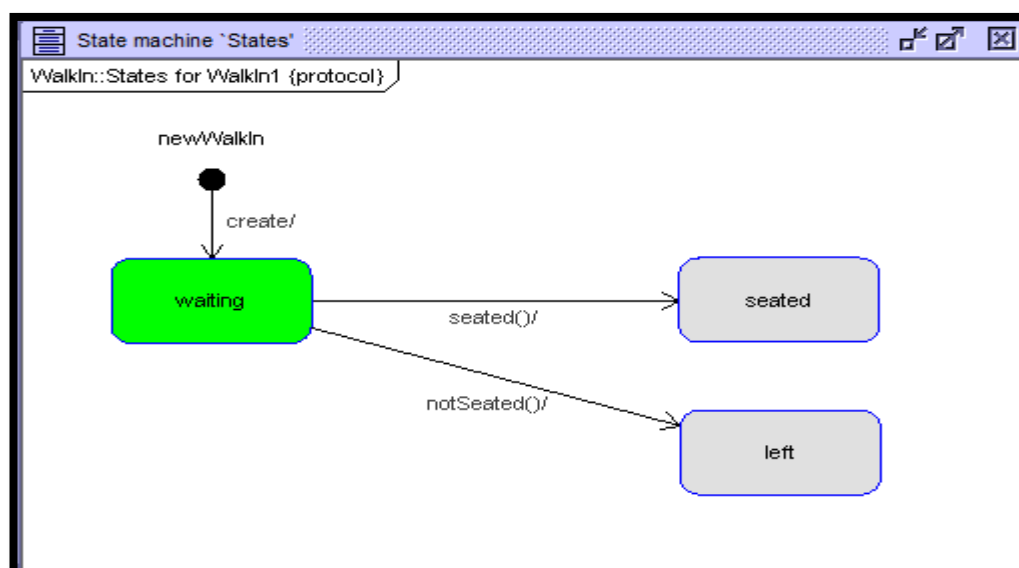 State machine `States'
WalkIn::States for WalkIn1 {protocol}
newWalkIn
create/
waiting
seated
seated()/
notSeated()/
left